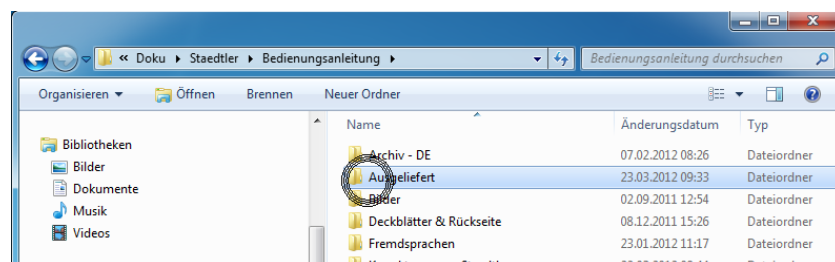 « Doku Staedtler Bedienungsanleitung Bedienungsanleitung durchsuchen
Organisieren Öffnen Brennen Neuer Ordner
Name Änderungsdatum Typ
Bibliotheken
Bilder
Dokumente
Musik
Videos
Archiv - DE 07.02.2012 08:26 Dateiordner
Ausgeliefert 23.03.2012 09:33 Dateiordner
Bilder 02.09.2011 12:54 Dateiordner
Deckblätter & Rückseite 08.12.2011 15:26 Dateiordner
Fremdsprachen 23.01.2012 11:17 Dateiordner